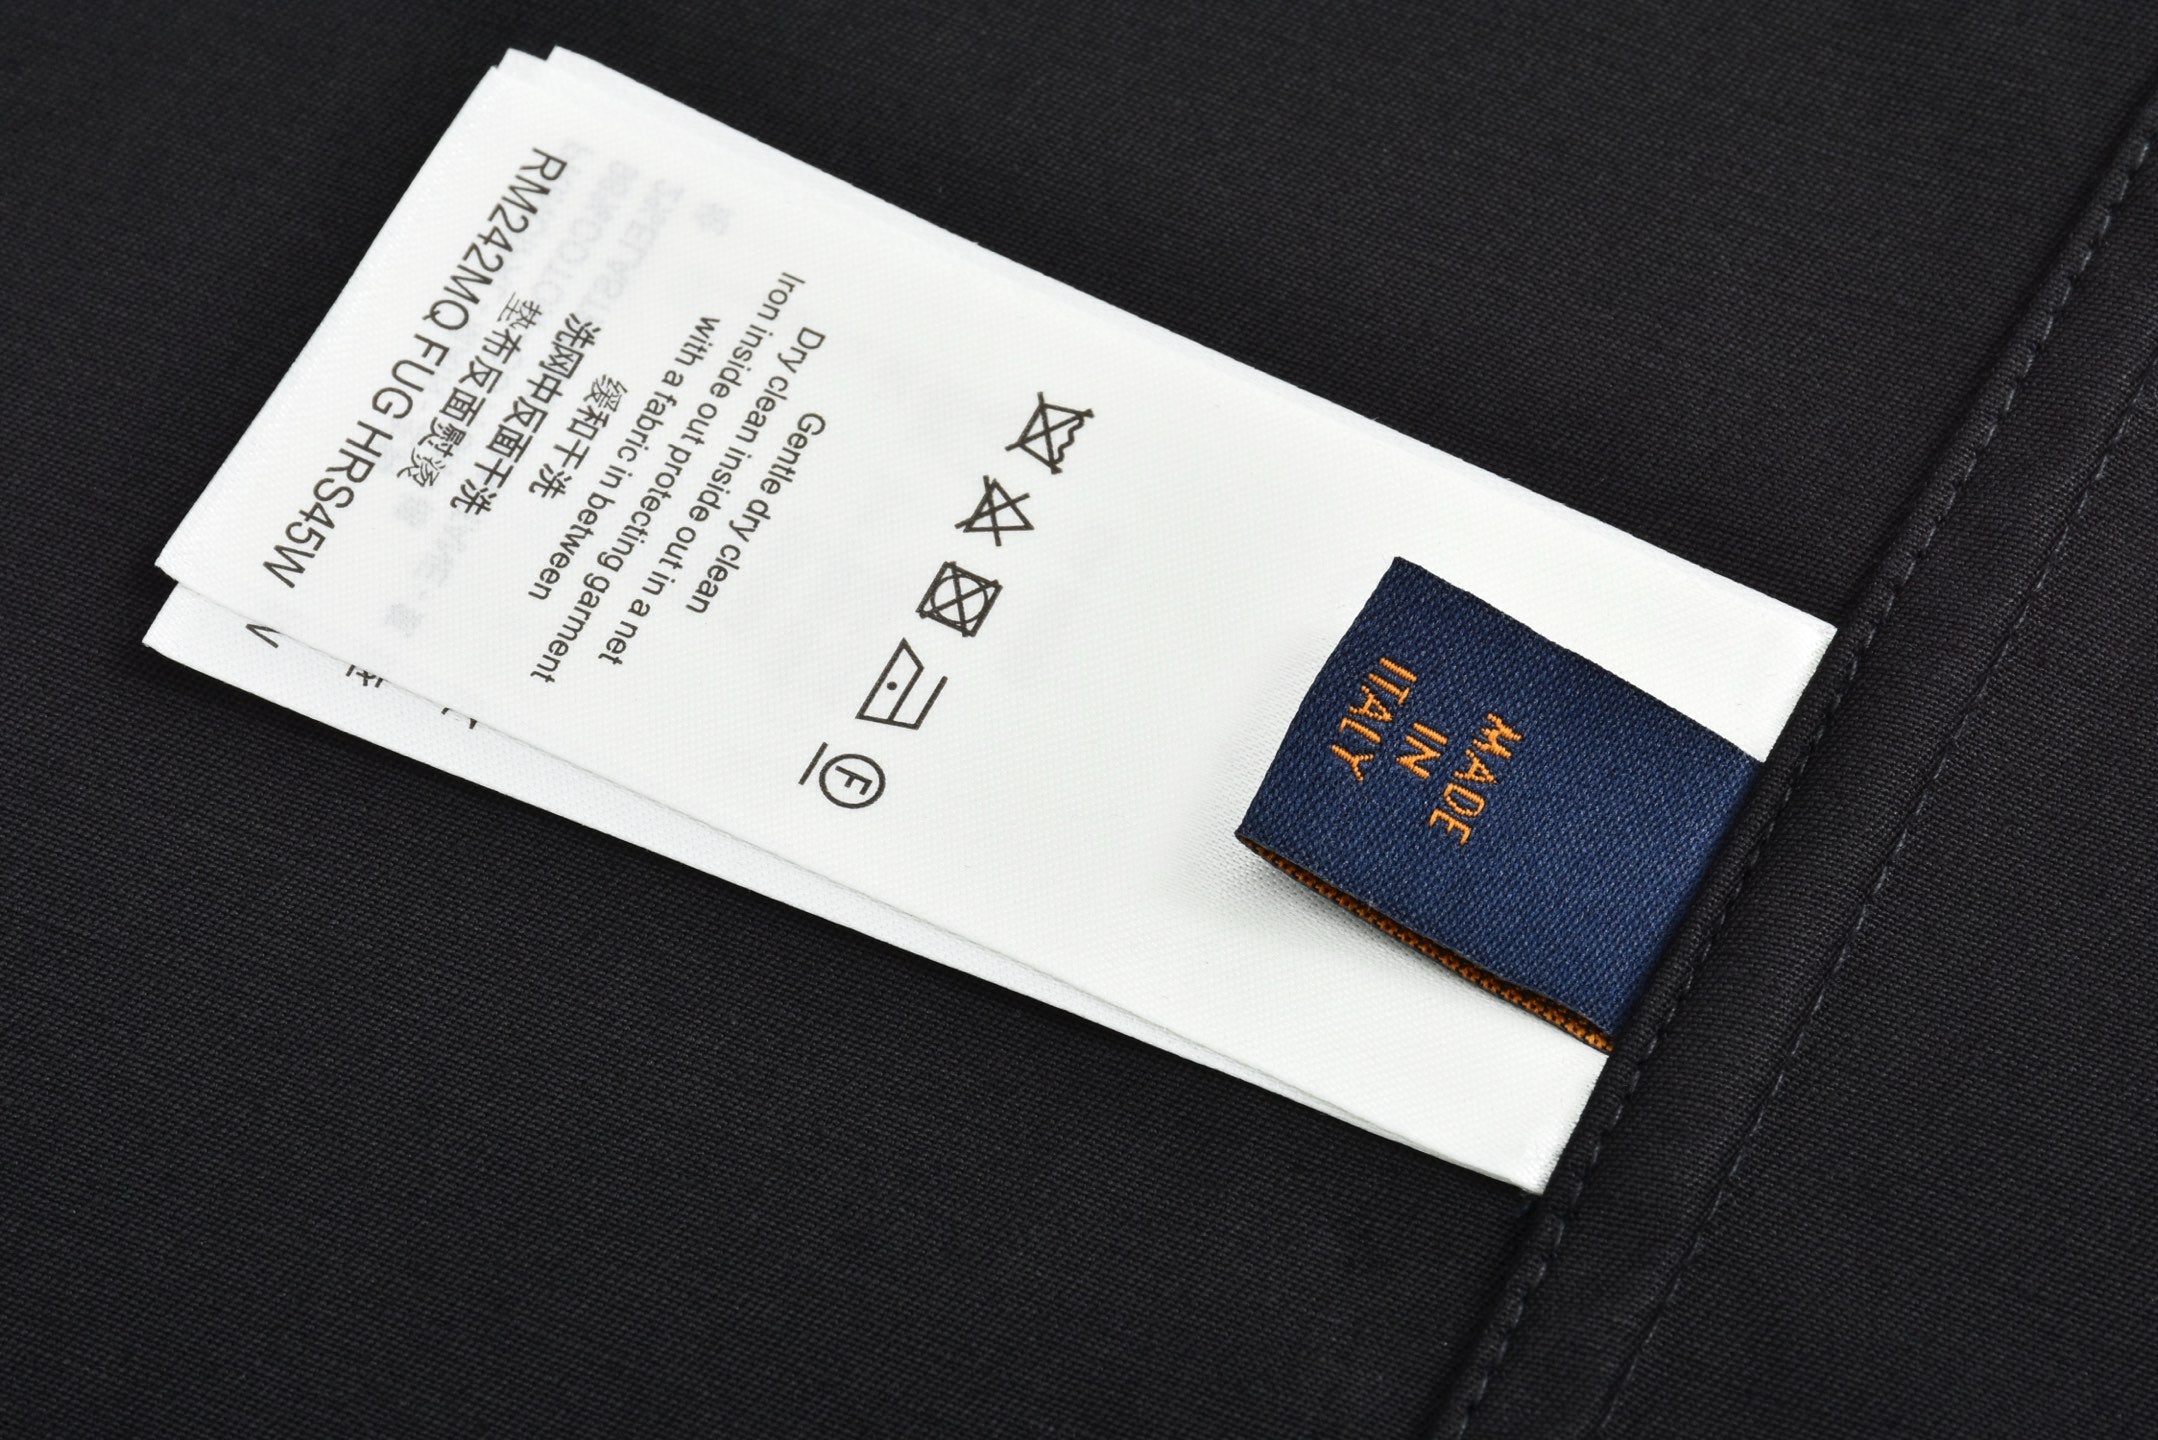 MADE
IN
ITALY
F
Gentle dry clean
Dry clean inside out in a net
Iron inside out protecting garment
with a fabric in between
缓和干洗
洗网中反面干洗
垫布反面熨烫
RM242MQ FUG HRS45W